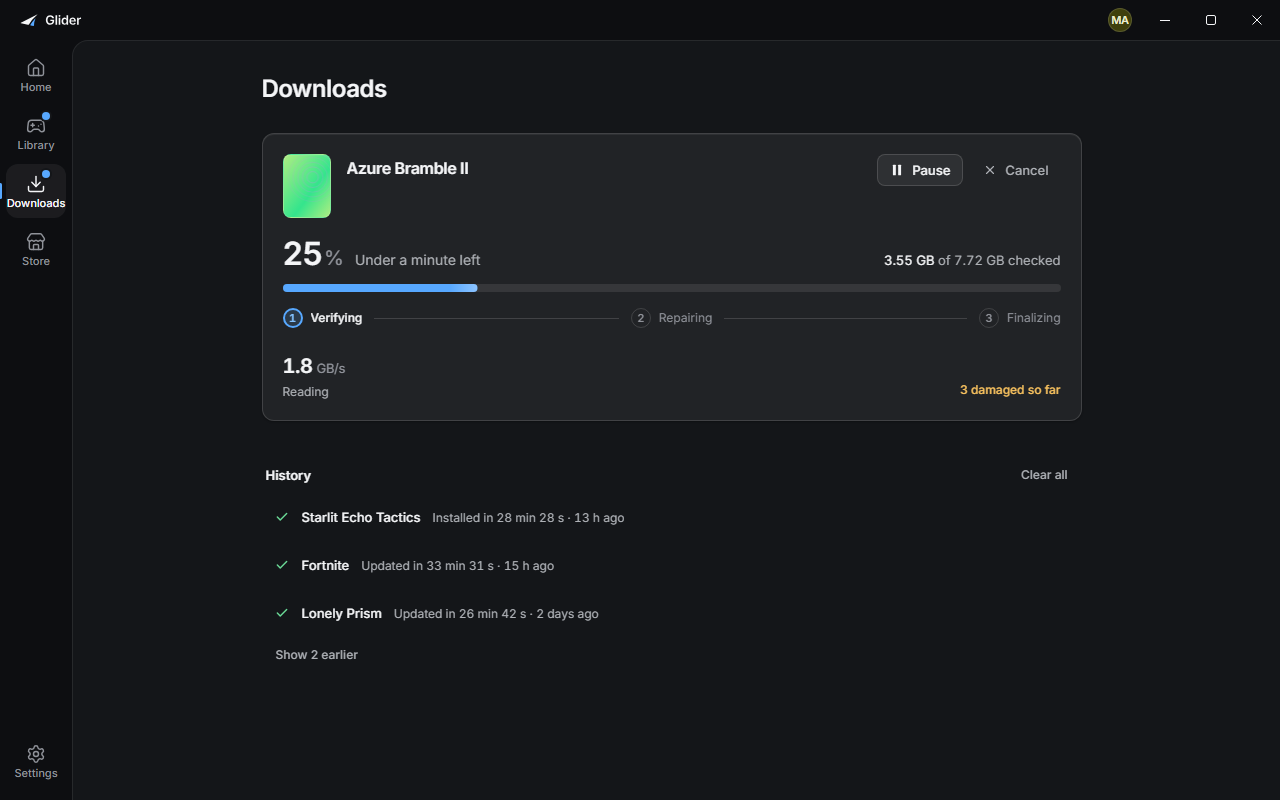 Glider
MA
Home
Library
Downloads
Store
Settings
Downloads
Azure Bramble II
Pause
Cancel
25% Under a minute left
3.55 GB of 7.72 GB checked
1 Verifying
2 Repairing
3 Finalizing
1.8 GB/s
Reading
3 damaged so far
History
Clear all
Starlit Echo Tactics Installed in 28 min 28 s · 13 h ago
Fortnite Updated in 33 min 31 s · 15 h ago
Lonely Prism Updated in 26 min 42 s · 2 days ago
Show 2 earlier